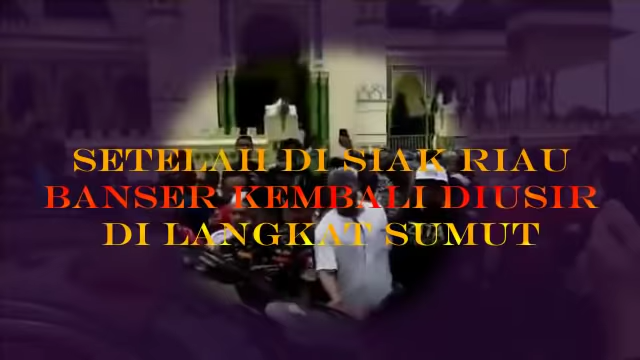 SETELAH DI SIAK RIAU
BANSER KEMBALI DIUSIR
DI LANGKAT SUMUT